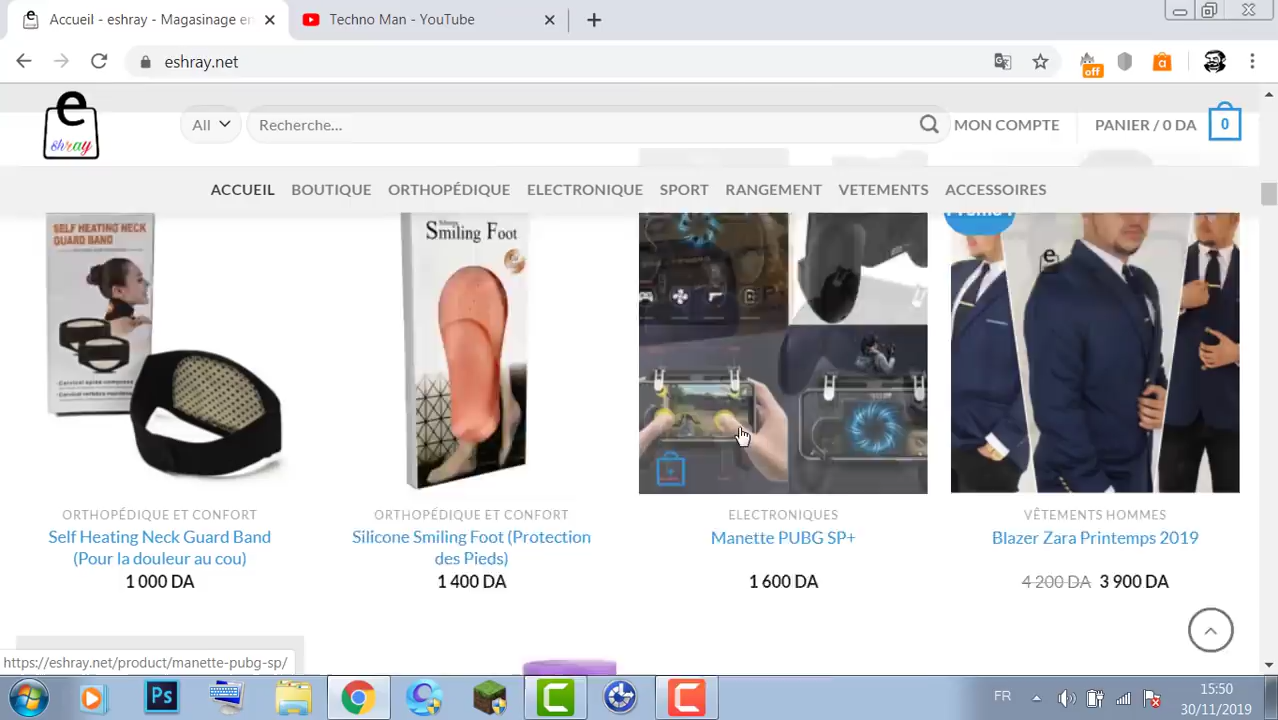 Accueil - eshray - Magasinage en
Techno Man - YouTube
eshray.net
off
e
shray
All
Recherche...
MON COMPTE
PANIER / 0 DA
0
ACCUEIL
BOUTIQUE
ORTHOPÉDIQUE
ELECTRONIQUE
SPORT
RANGEMENT
VETEMENTS
ACCESSOIRES
SELF HEATING NECK
GUARD BAND
Smiling Foot
e
ORTHOPÉDIQUE ET CONFORT
Self Heating Neck Guard Band
(Pour la douleur au cou)
1 000 DA
ORTHOPÉDIQUE ET CONFORT
Silicone Smiling Foot (Protection
des Pieds)
1 400 DA
ELECTRONIQUES
Manette PUBG SP+
1 600 DA
VÊTEMENTS HOMMES
Blazer Zara Printemps 2019
4 200 DA 3 900 DA
https://eshray.net/product/manette-pubg-sp/
Ps
FR
15:50
30/11/2019